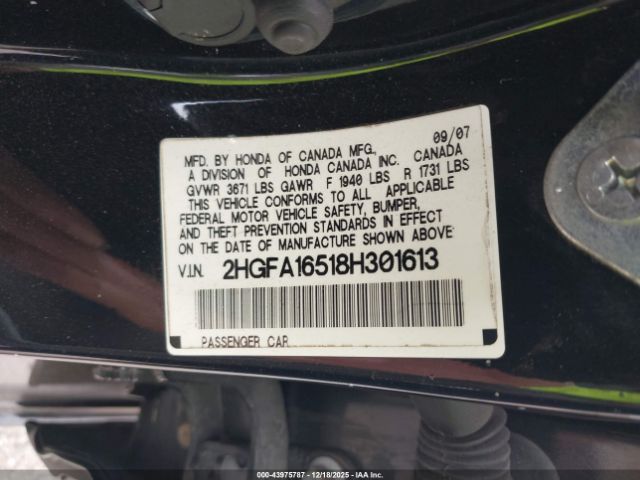 09/07
MFD. BY HONDA OF CANADA MFG.,
A DIVISION OF HONDA CANADA INC. CANADA
GVWR 3671 LBS GAWR F 1940 LBS R 1731 LBS
THIS VEHICLE CONFORMS TO ALL APPLICABLE
FEDERAL MOTOR VEHICLE SAFETY, BUMPER,
AND THEFT PREVENTION STANDARDS IN EFFECT
ON THE DATE OF MANUFACTURE SHOWN ABOVE
V.I.N. 2HGFA16518H301613
PASSENGER CAR
000-43975787 | 12/18/2025 | IAA Inc.